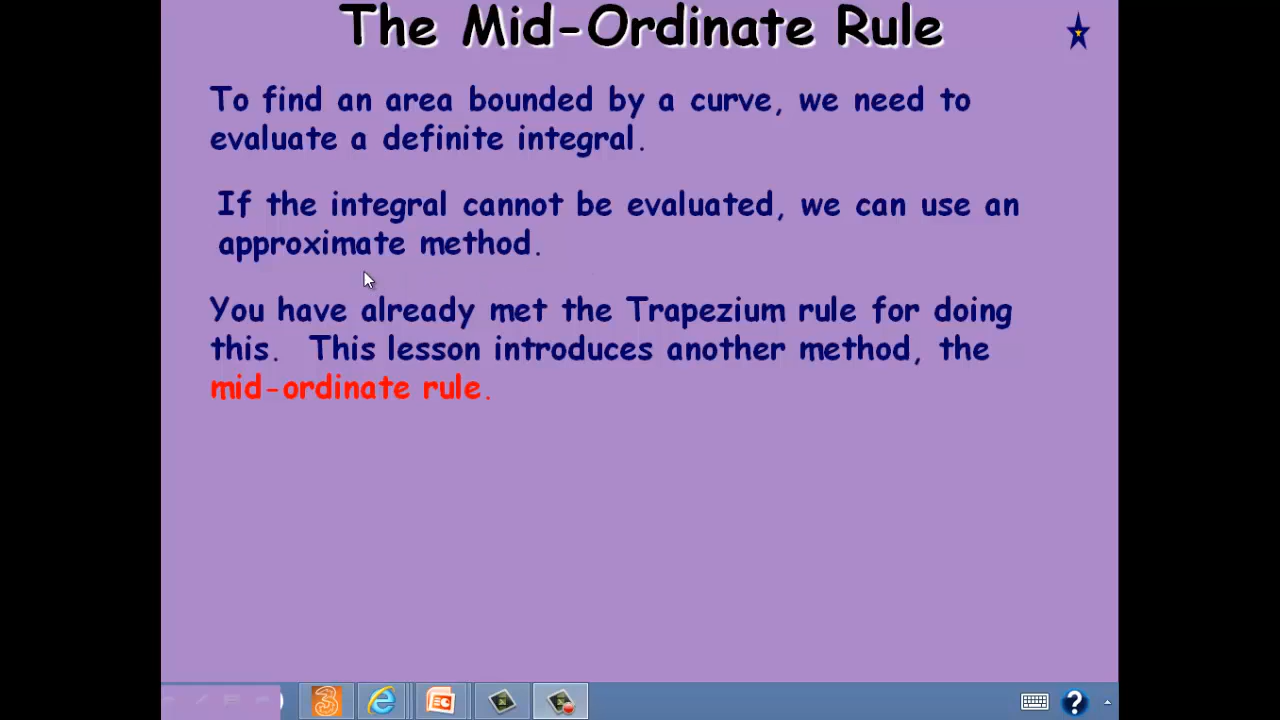 The Mid-Ordinate Rule
To find an area bounded by a curve, we need to
evaluate a definite integral.
If the integral cannot be evaluated, we can use an
approximate method.
You have already met the Trapezium rule for doing
this. This lesson introduces another method, the
mid-ordinate rule.